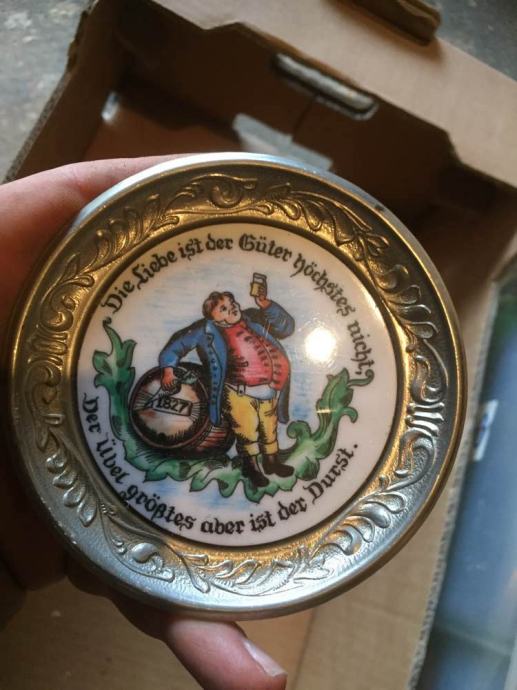 Die Liebe ist der Güter höchstes nicht,
Der Übel größtes aber ist der Durst.
1827